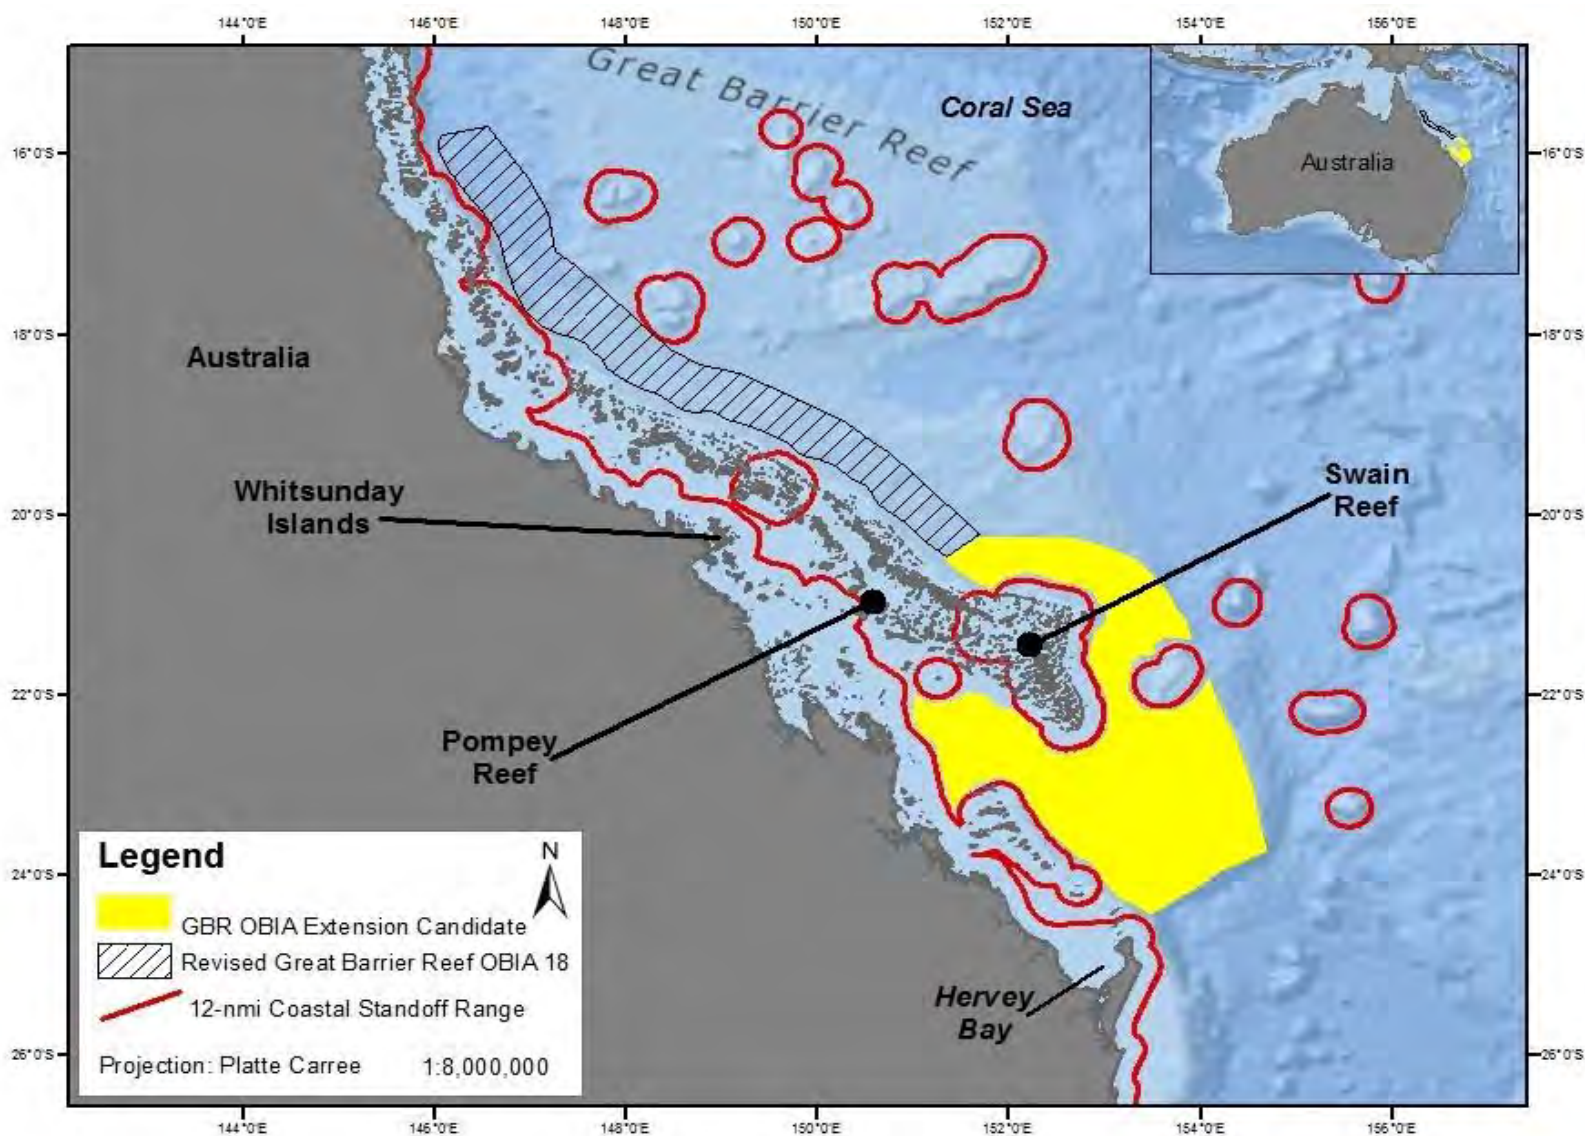 144°0'E 146°0'E 148°0'E 150°0'E 152°0'E 154°0'E 156°0'E
Great Barrier Reef
Coral Sea
Australia
16°0'S 16°0'S
18°0'S 18°0'S
Australia
Whitsunday
Islands
Swain
Reef
20°0'S 20°0'S
22°0'S 22°0'S
Pompey
Reef
Legend
N
GBR OBIA Extension Candidate
Revised Great Barrier Reef OBIA 18
12-nmi Coastal Standoff Range
Projection: Platte Carree 1:8,000,000
24°0'S 24°0'S
Hervey
Bay
26°0'S 26°0'S
144°0'E 146°0'E 148°0'E 150°0'E 152°0'E 154°0'E 156°0'E